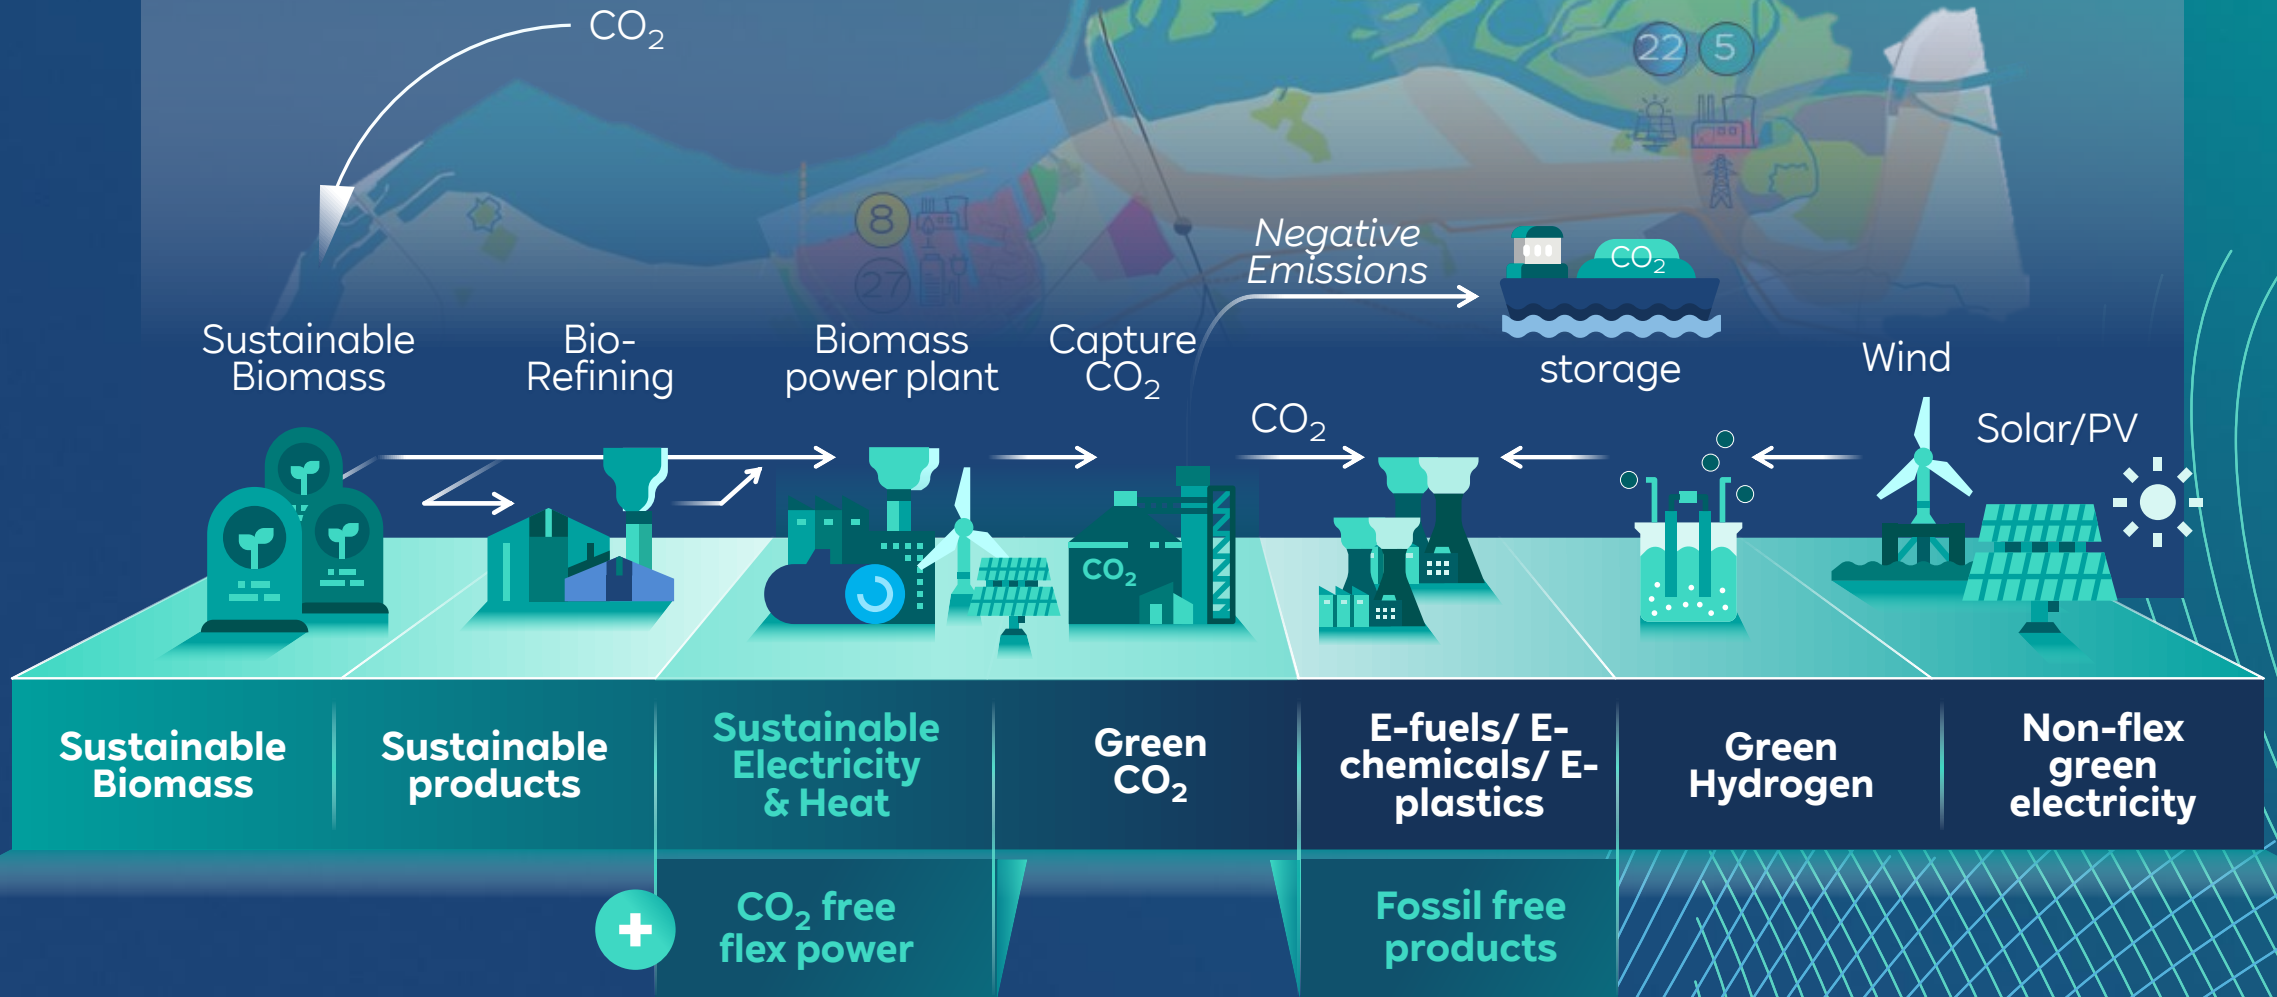 CO₂
22 5
8
27
Negative
Emissions
CO₂
storage
Sustainable
Biomass
Bio-
Refining
Biomass
power plant
Capture
CO₂
CO₂
Wind
Solar/PV
CO₂
Sustainable
Biomass
Sustainable
products
Sustainable
Electricity
& Heat
Green
CO₂
E-fuels/ E-
chemicals/ E-
plastics
Green
Hydrogen
Non-flex
green
electricity
CO₂ free
flex power
Fossil free
products